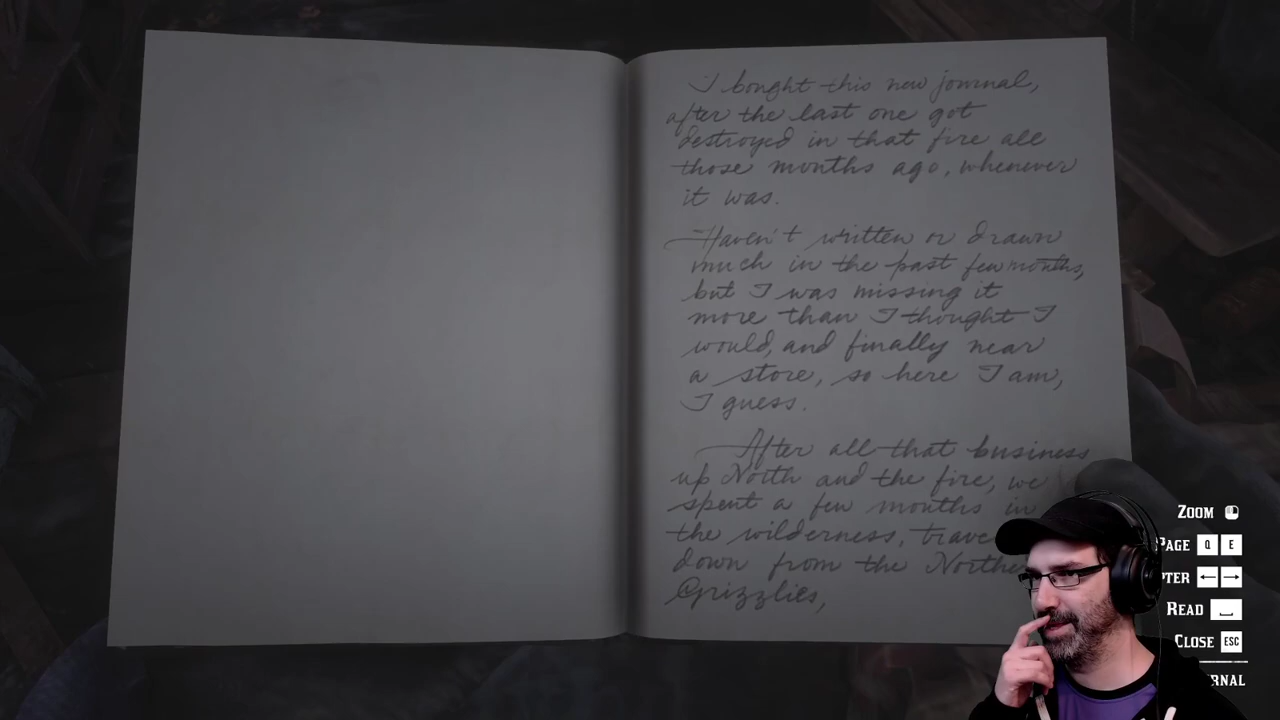 I bought this new journal,
after the last one got
destroyed in that fire all
those months ago, whenever
it was.
Haven't written or drawn
much in the past few months,
but I was missing it
more than I thought I
would, and finally near
a store, so here I am,
I guess.
After all that business
up North and the fire, we
spent a few months in
the wilderness,
down from the
Grizzlies,
ZOOM
PAGE Q E
← →
READ
CLOSE ESC